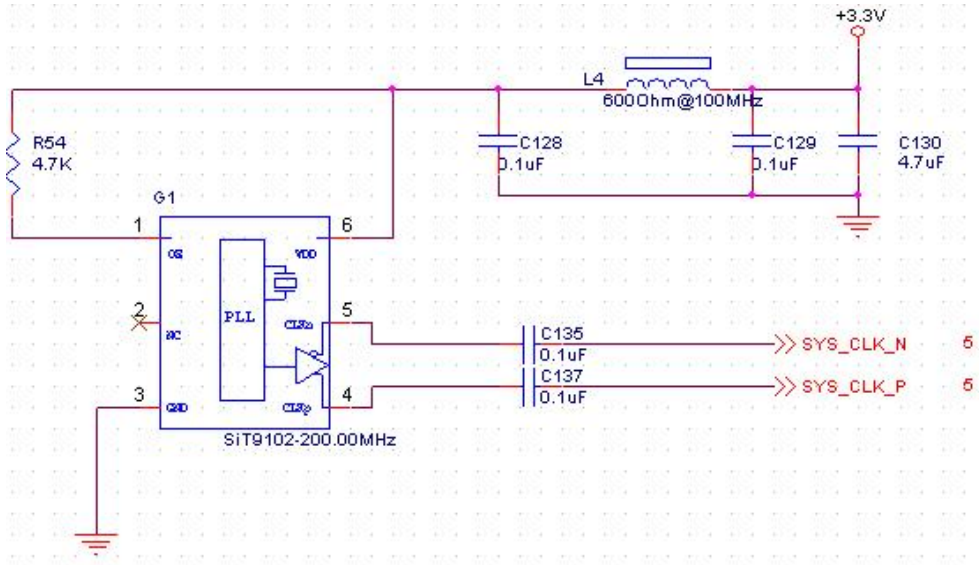 +3.3V
L4
600Ohm@100MHz
R54
4.7K
C128
0.1uF
C129
0.1uF
C130
4.7uF
G1
1
6
OE
VDD
2
5
PLL
NC
CLKn
C135
0.1uF
SYS_CLK_N
5
C137
0.1uF
SYS_CLK_P
5
3
4
GND
CLKp
SiT9102-200.00MHz